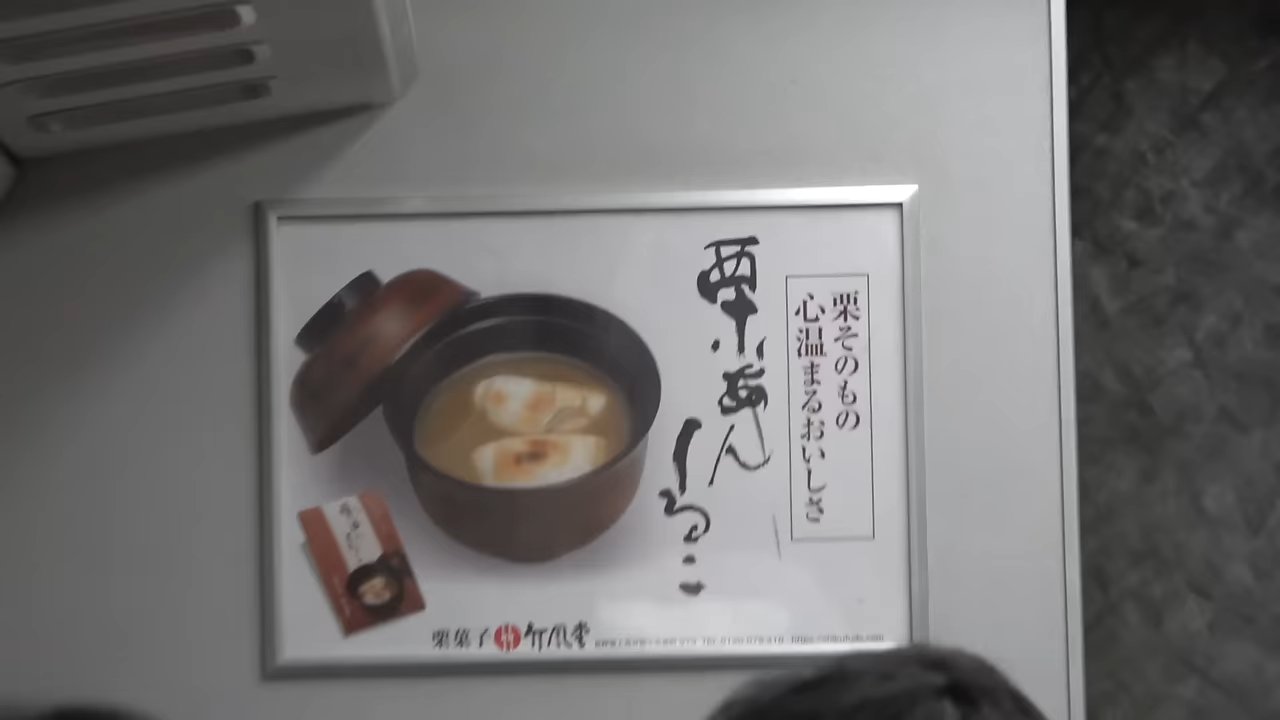 栗そのもの
心温まるおいしさ
栗あん
しるこ
栗菓子 竹風堂